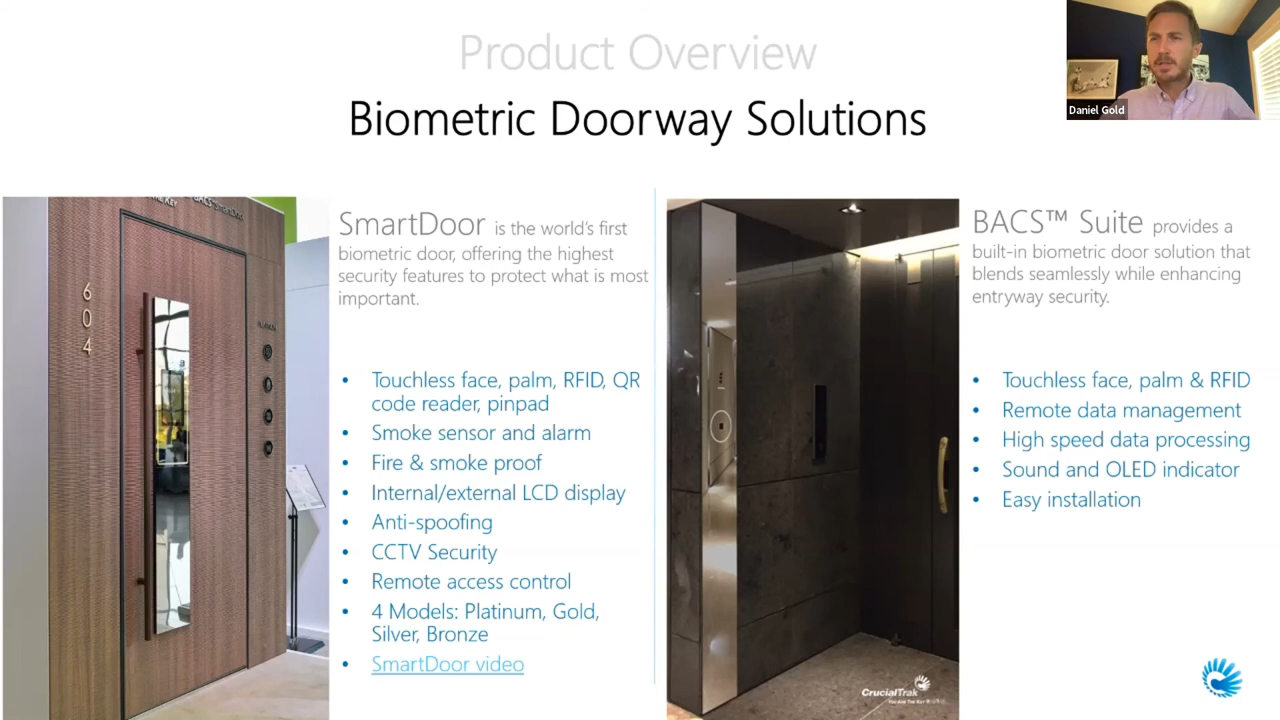 Product Overview
Biometric Doorway Solutions
Daniel Gold
604
SmartDoor is the world's first
biometric door, offering the highest
security features to protect what is most
important.
• Touchless face, palm, RFID, QR
code reader, pinpad
• Smoke sensor and alarm
• Fire & smoke proof
• Internal/external LCD display
• Anti-spoofing
• CCTV Security
• Remote access control
• 4 Models: Platinum, Gold,
Silver, Bronze
• SmartDoor video
BACS™ Suite provides a
built-in biometric door solution that
blends seamlessly while enhancing
entryway security.
• Touchless face, palm & RFID
• Remote data management
• High speed data processing
• Sound and OLED indicator
• Easy installation
CrucialTrak
You Are The Key